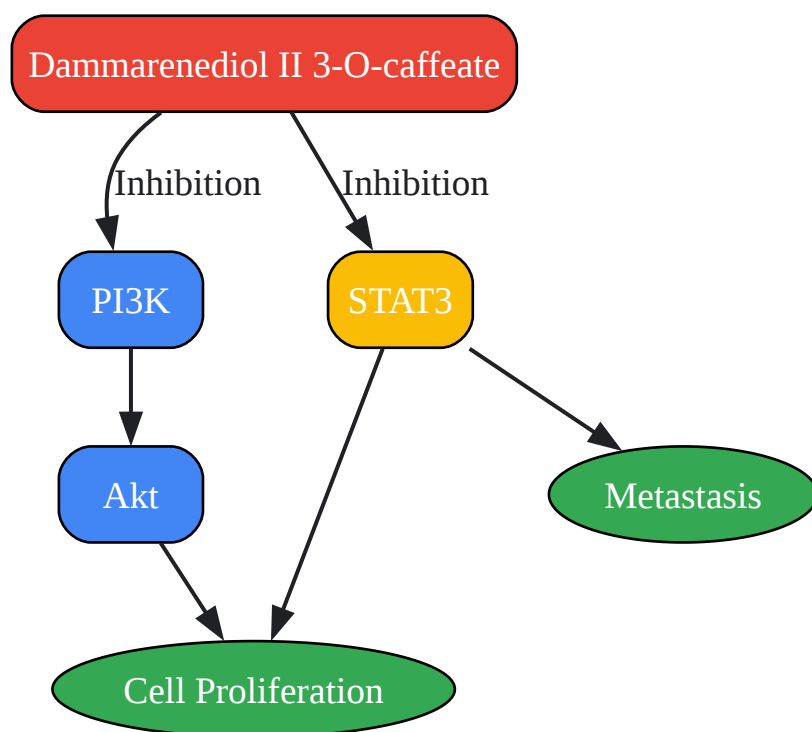 Dammarenediol II 3-O-caffeate
Inhibition
Inhibition
PI3K
STAT3
Akt
Metastasis
Cell Proliferation